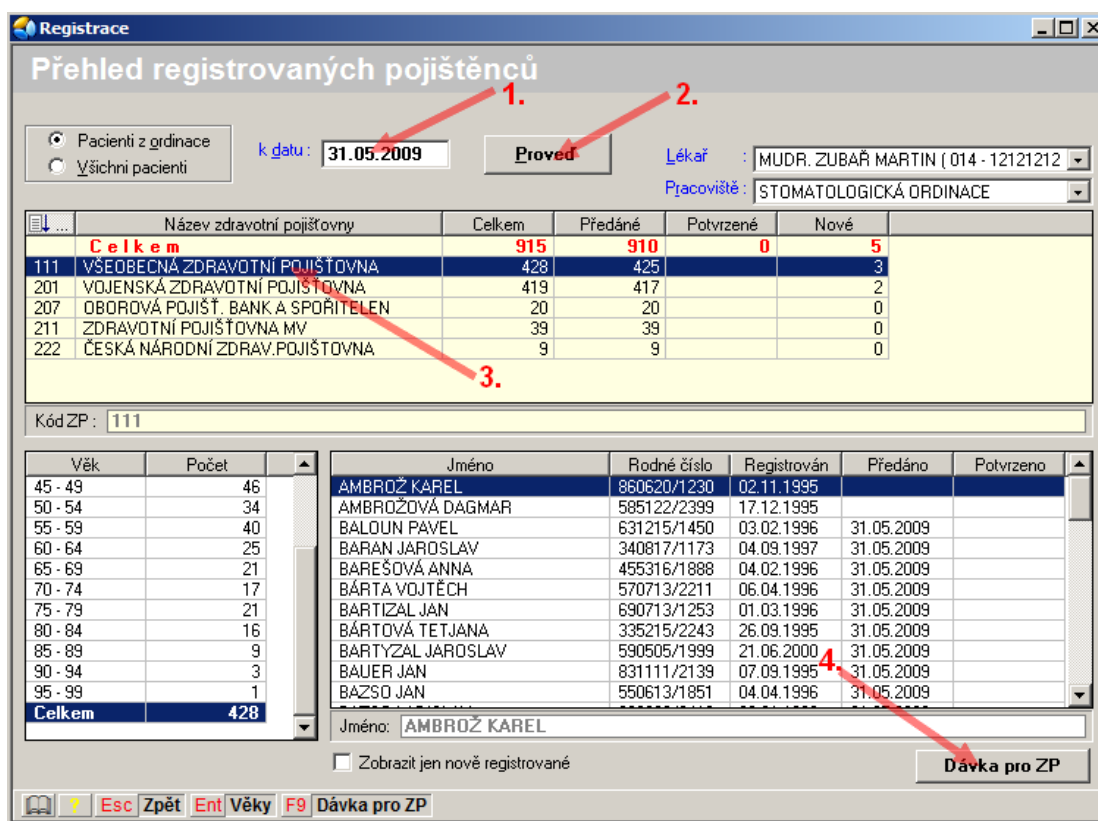 Registrace
Přehled registrovaných pojištěnců
1.
2.
Pacienti z ordinace
Všichni pacienti
k datu :
31.05.2009
Proveď
Lékař :
MUDR. ZUBAŘ MARTIN ( 014 - 12121212
Pracoviště :
STOMATOLOGICKÁ ORDINACE
... Název zdravotní pojišťovny Celkem Předáné Potvrzené Nové
Celkem 915 910 0 5
111 VŠEOBECNÁ ZDRAVOTNÍ POJIŠŤOVNA 428 425 3
201 VOJENSKÁ ZDRAVOTNÍ POJIŠŤOVNA 419 417 2
207 OBOROVÁ POJIŠŤ. BANK A SPOŘITELEN 20 20 0
211 ZDRAVOTNÍ POJIŠŤOVNA MV 39 39 0
222 ČESKÁ NÁRODNÍ ZDRAV.POJIŠŤOVNA 9 9 0
3.
Kód ZP : 111
Věk Počet
45 - 49 46
50 - 54 34
55 - 59 40
60 - 64 25
65 - 69 21
70 - 74 17
75 - 79 21
80 - 84 16
85 - 89 9
90 - 94 3
95 - 99 1
Celkem 428
Jméno Rodné číslo Registrován Předáno Potvrzeno
AMBROŽ KAREL 860620/1230 02.11.1995
AMBROŽOVÁ DAGMAR 585122/2399 17.12.1995
BALOUN PAVEL 631215/1450 03.02.1996 31.05.2009
BARAN JAROSLAV 340817/1173 04.09.1997 31.05.2009
BAREŠOVÁ ANNA 455316/1888 04.02.1996 31.05.2009
BÁRTA VOJTĚCH 570713/2211 06.04.1996 31.05.2009
BARTIZAL JAN 690713/1253 01.03.1996 31.05.2009
BÁRTOVÁ TETJANA 335215/2243 26.09.1995 31.05.2009
BARTYZAL JAROSLAV 590505/1999 21.06.2000 31.05.2009
BAUER JAN 831111/2139 07.09.1995 31.05.2009
BAZSO JAN 550613/1851 04.04.1996 31.05.2009
4.
Jméno: AMBROŽ KAREL
Zobrazit jen nově registrované
Dávka pro ZP
? Esc Zpět Ent Věky F9 Dávka pro ZP